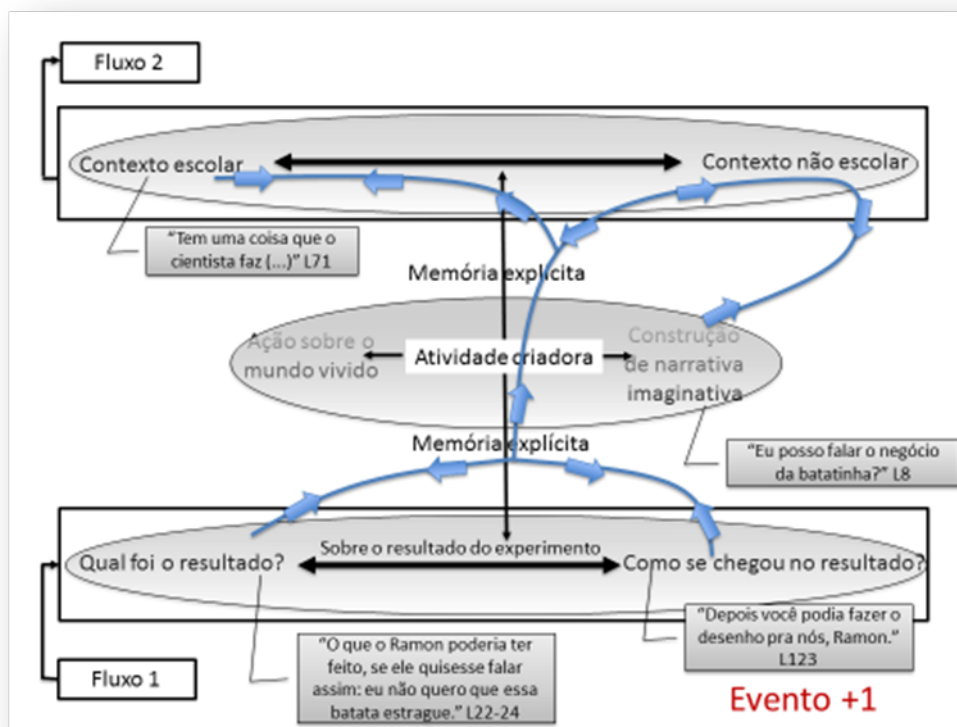 Fluxo 2
Contexto escolar
Contexto não escolar
“Tem uma coisa que o
cientista faz (...)” L71
Memória explícita
Ação sobre o
mundo vivido
Atividade criadora
Construção
de narrativa
imaginativa
Memória explícita
“Eu posso falar o negócio
da batatinha?” L8
Sobre o resultado do experimento
Qual foi o resultado?
Como se chegou no resultado?
“O que o Ramon poderia ter
feito, se ele quisesse falar
assim: eu não quero que essa
batata estrague.” L22-24
“Depois você podia fazer o
desenho pra nós, Ramon.”
L123
Fluxo 1
Evento +1